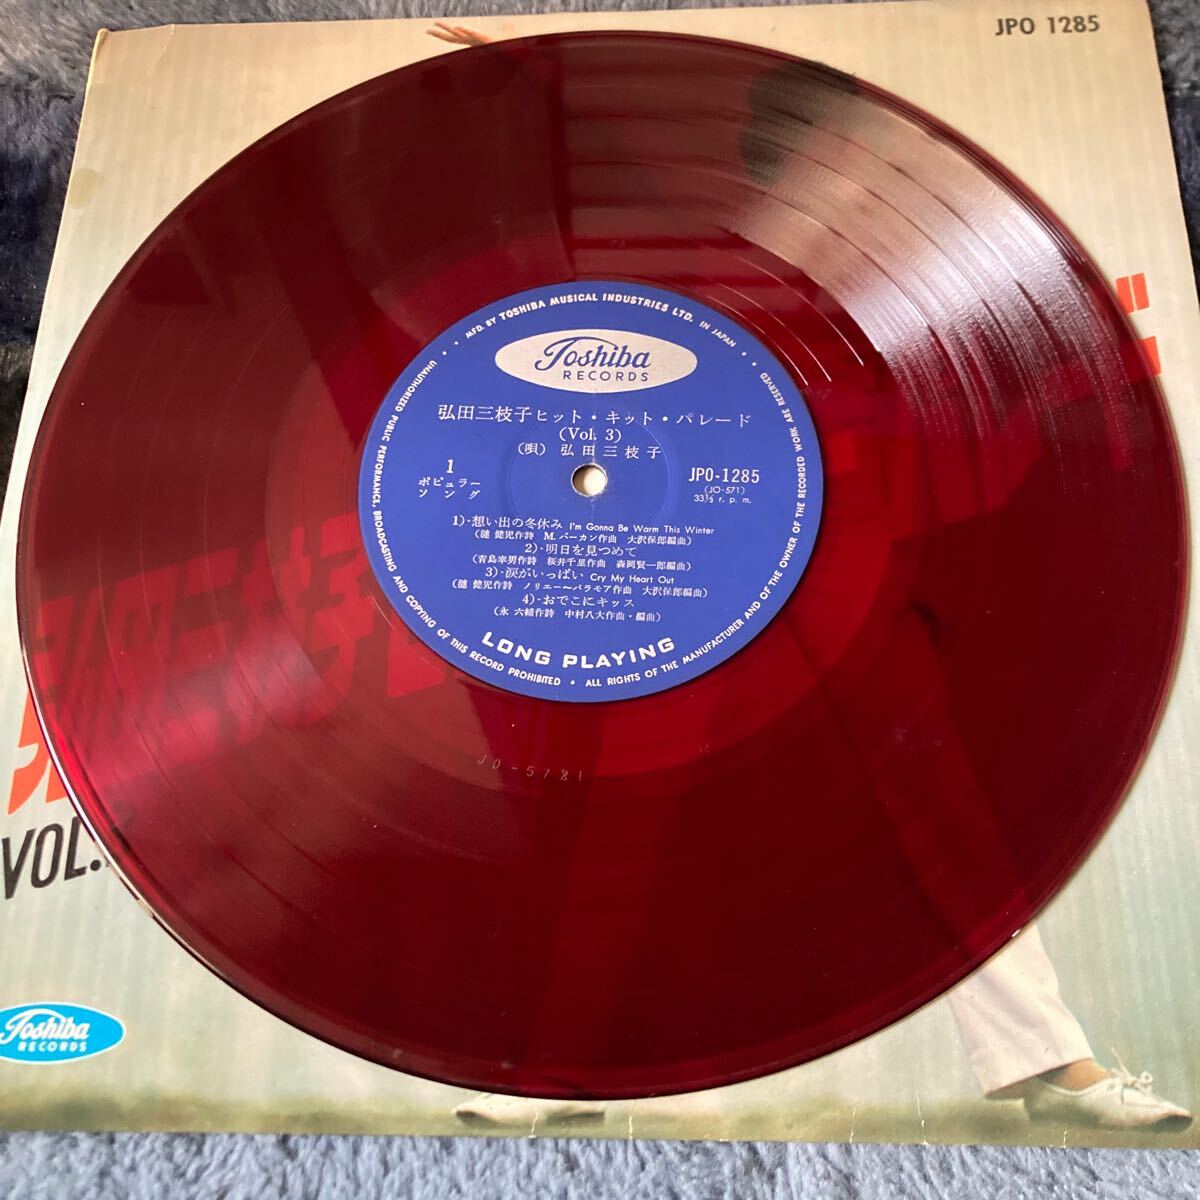 JPO 1285
MFD. BY TOSHIBA MUSICAL INDUSTRIES LTD. IN JAPAN
Toshiba
RECORDS
弘田三枝子ヒット・キット・パレード
(Vol. 3)
(唄) 弘田三枝子
1
ポピュラー
ソング
JPO-1285
(JO-571)
33⅓ r. p. m.
1)・想い出の冬休み I'm Gonna Be Warm This Winter
(漣 健児作詩 M.バーカン作曲 大沢保郎編曲)
2)・明日を見つめて
(青島幸男作詩 桜井千里作曲 森岡賢一郎編曲)
3)・涙がいっぱい Cry My Heart Out
(漣 健児作詩 ノリエー〜パラモア作曲 大沢保郎編曲)
4)・おでこにキッス
(永 六輔作詩 中村八大作曲・編曲)
LONG PLAYING
UNAUTHORIZED PUBLIC PERFORMANCE, BROADCASTING AND COPYING OF THIS RECORD PROHIBITED • ALL RIGHTS OF THE MANUFACTURER AND OF THE OWNER OF THE RECORDED WORK ARE RESERVED
弘田三枝子
VOL.
Toshiba
RECORDS